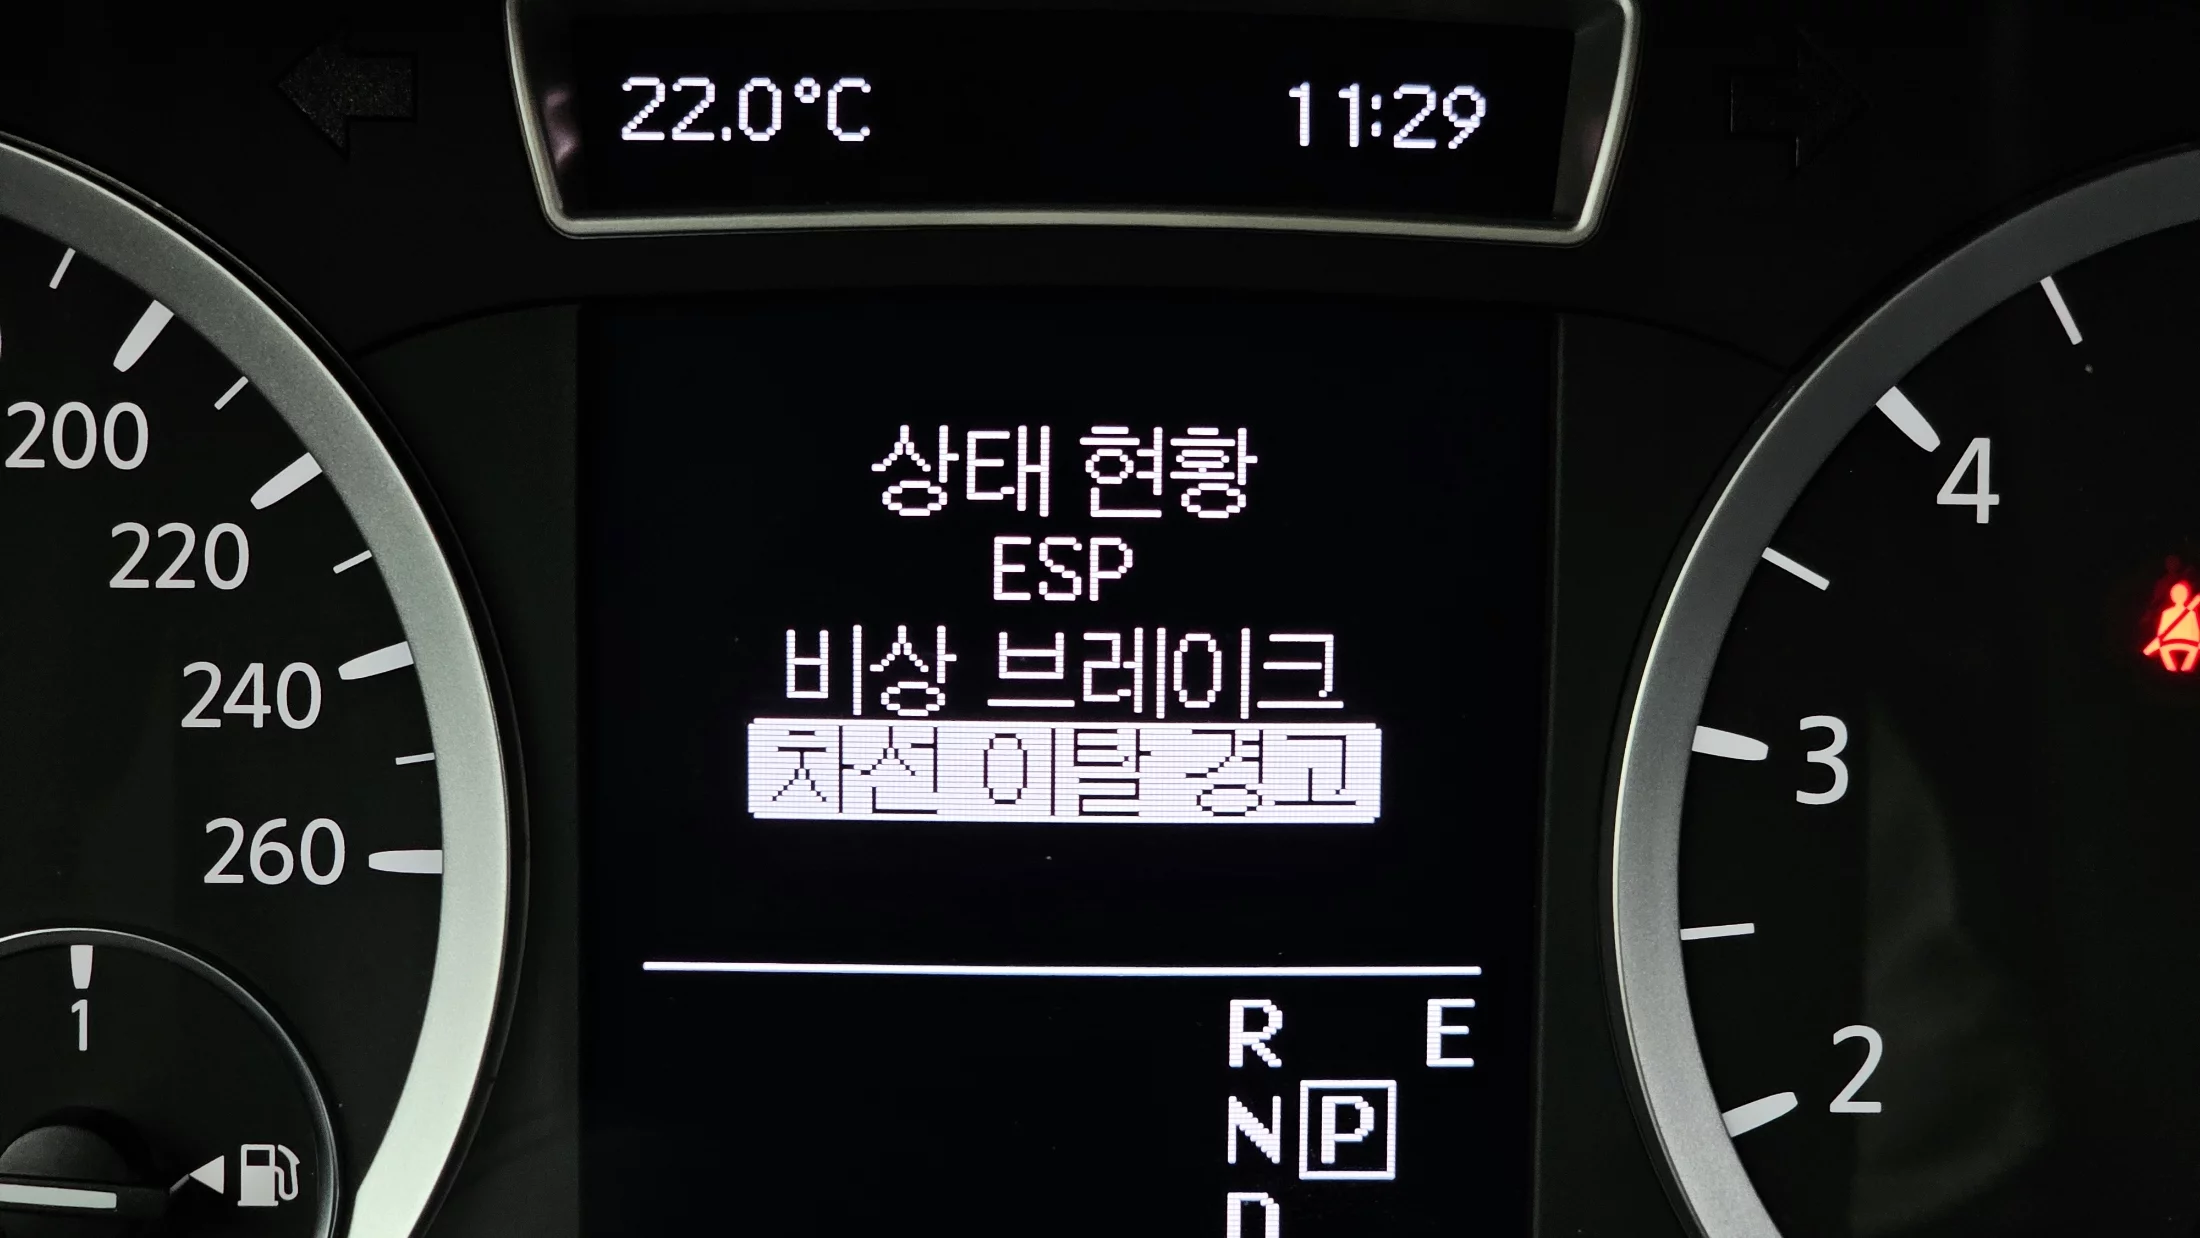 22.0°C 11:29
상태 현황
ESP
비상 브레이크
차선 이탈 경고
R E
N P
D
200
220
240
260
1
4
3
2